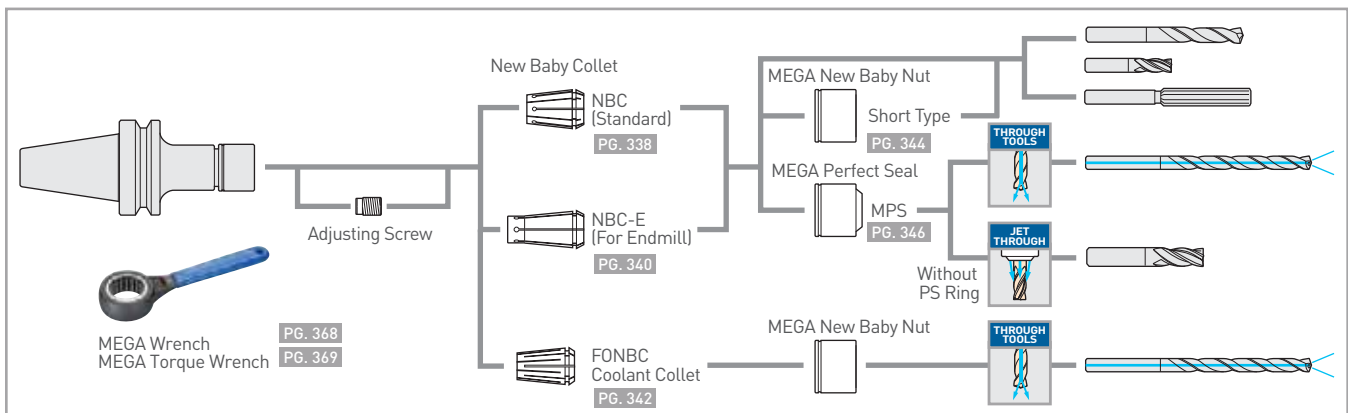 New Baby Collet
NBC
(Standard)
PG. 338
NBC-E
(For Endmill)
PG. 340
FONBC
Coolant Collet
PG. 342
Adjusting Screw
MEGA Wrench
MEGA Torque Wrench
PG. 368
PG. 369
MEGA New Baby Nut
Short Type
PG. 344
MEGA Perfect Seal
MPS
PG. 346
Without
PS Ring
MEGA New Baby Nut
THROUGH
TOOLS
JET
THROUGH
THROUGH
TOOLS